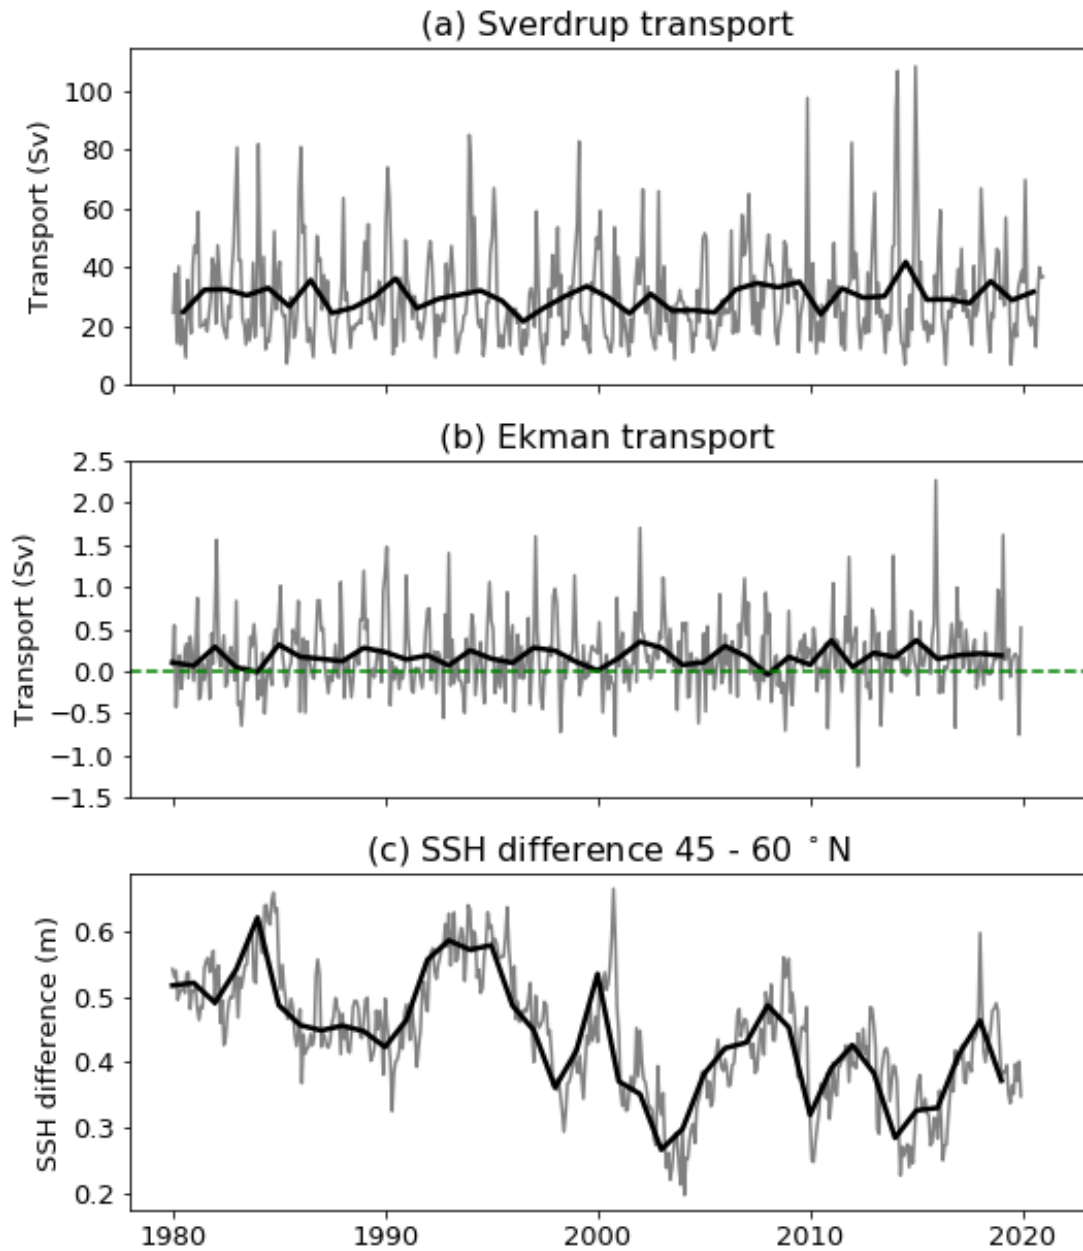 (a) Sverdrup transport
Transport (Sv)
100
80
60
40
20
0
(b) Ekman transport
Transport (Sv)
2.5
2.0
1.5
1.0
0.5
0.0
−0.5
−1.0
−1.5
(c) SSH difference 45 - 60 ° N
SSH difference (m)
0.6
0.5
0.4
0.3
0.2
1980 1990 2000 2010 2020